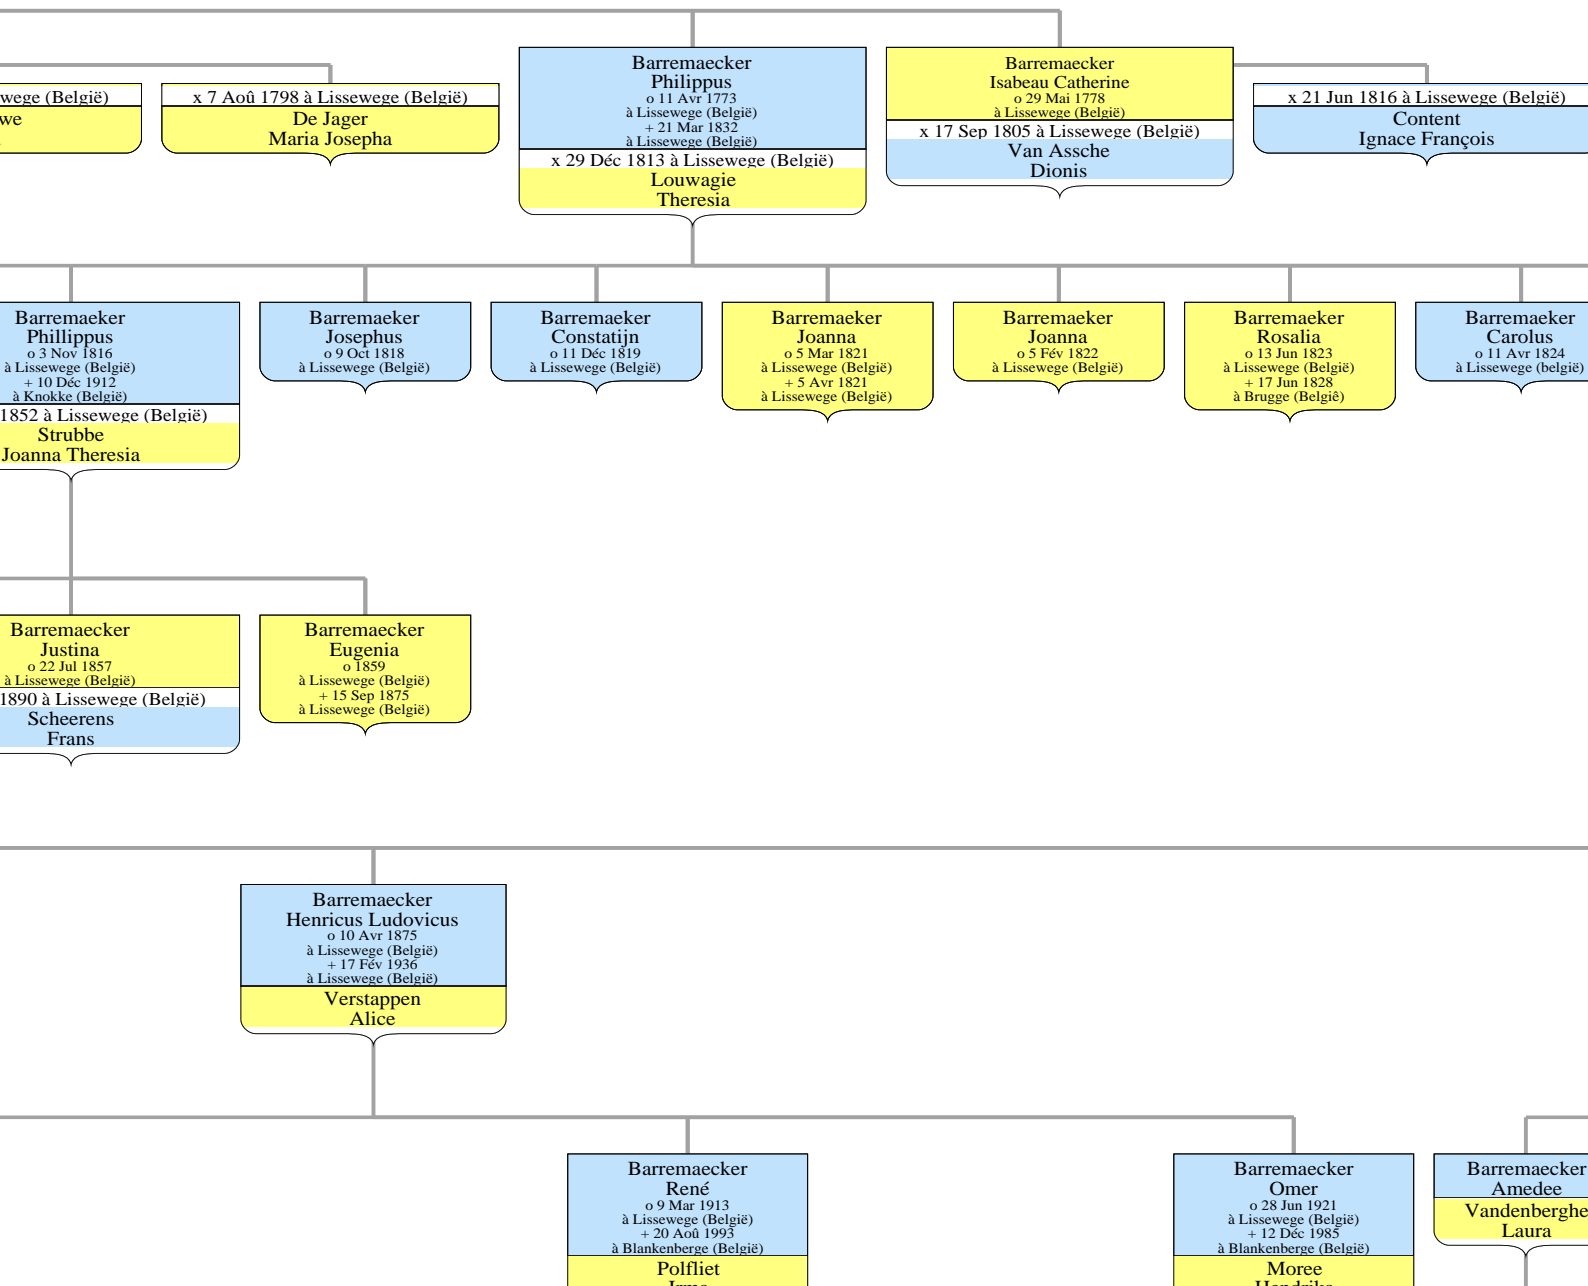 wege (België)
we
x 7 Aoû 1798 à Lissewege (België)
De Jager
Maria Josepha
Barremaecker
Philippus
o 11 Avr 1773
à Lissewege (België)
+ 21 Mar 1832
à Lissewege (België)
x 29 Déc 1813 à Lissewege (België)
Louwagie
Theresia
Barremaecker
Isabeau Catherine
o 29 Mai 1778
à Lissewege (België)
x 17 Sep 1805 à Lissewege (België)
Van Assche
Dionis
x 21 Jun 1816 à Lissewege (België)
Content
Ignace François
Barremaeker
Phillippus
o 3 Nov 1816
à Lissewege (België)
+ 10 Déc 1912
à Knokke (België)
1852 à Lissewege (België)
Strubbe
Joanna Theresia
Barremaeker
Josephus
o 9 Oct 1818
à Lissewege (België)
Barremaeker
Constatijn
o 11 Déc 1819
à Lissewege (België)
Barremaeker
Joanna
o 5 Mar 1821
à Lissewege (België)
+ 5 Avr 1821
à Lissewege (België)
Barremaeker
Joanna
o 5 Fév 1822
à Lissewege (België)
Barremaeker
Rosalia
o 13 Jun 1823
à Lissewege (België)
+ 17 Jun 1828
à Brugge (Belgiê)
Barremaeker
Carolus
o 11 Avr 1824
à Lissewege (belgië)
Barremaecker
Justina
o 22 Jul 1857
à Lissewege (België)
1890 à Lissewege (België)
Scheerens
Frans
Barremaecker
Eugenia
o 1859
à Lissewege (België)
+ 15 Sep 1875
à Lissewege (België)
Barremaecker
Henricus Ludovicus
o 10 Avr 1875
à Lissewege (België)
+ 17 Fév 1936
à Lissewege (België)
Verstappen
Alice
Barremaecker
René
o 9 Mar 1913
à Lissewege (België)
+ 20 Aoû 1993
à Blankenberge (België)
Polfliet
Barremaecker
Omer
o 28 Jun 1921
à Lissewege (België)
+ 12 Déc 1985
à Blankenberge (België)
Moree
Barremaecker
Amedee
Vandenberghe
Laura